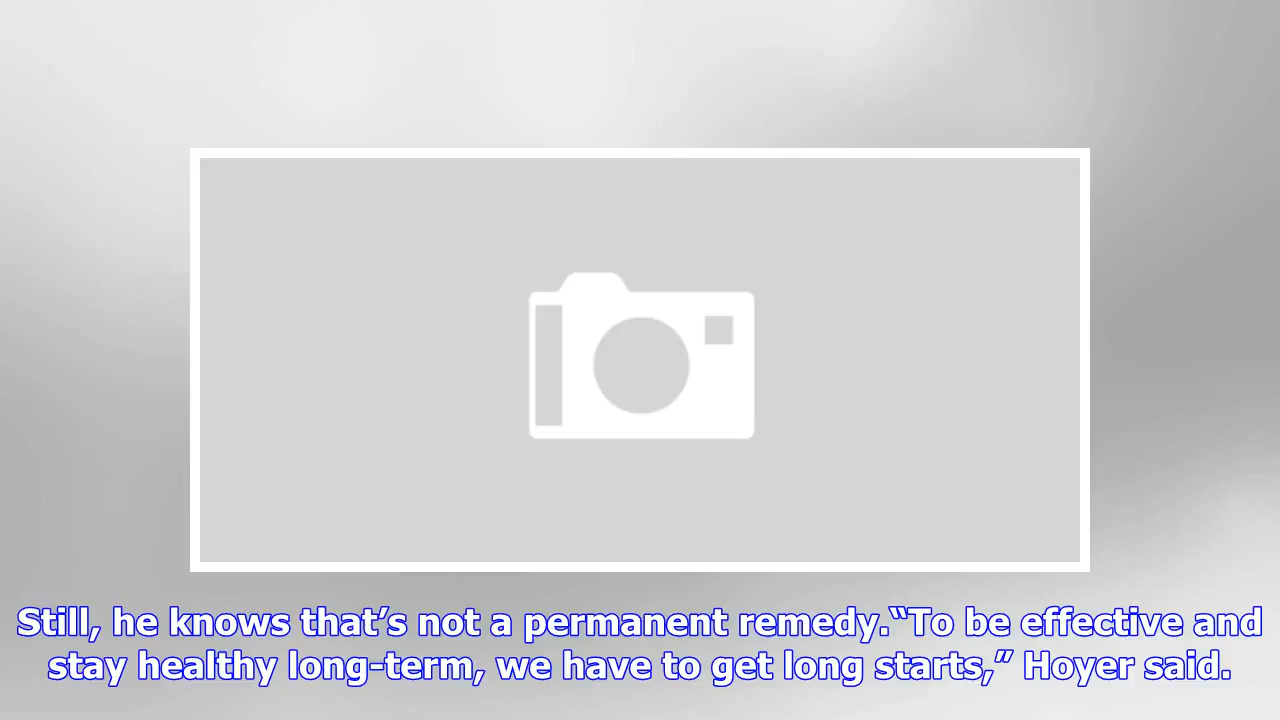 Still, he knows that’s not a permanent remedy.“To be effective and
stay healthy long-term, we have to get long starts,” Hoyer said.